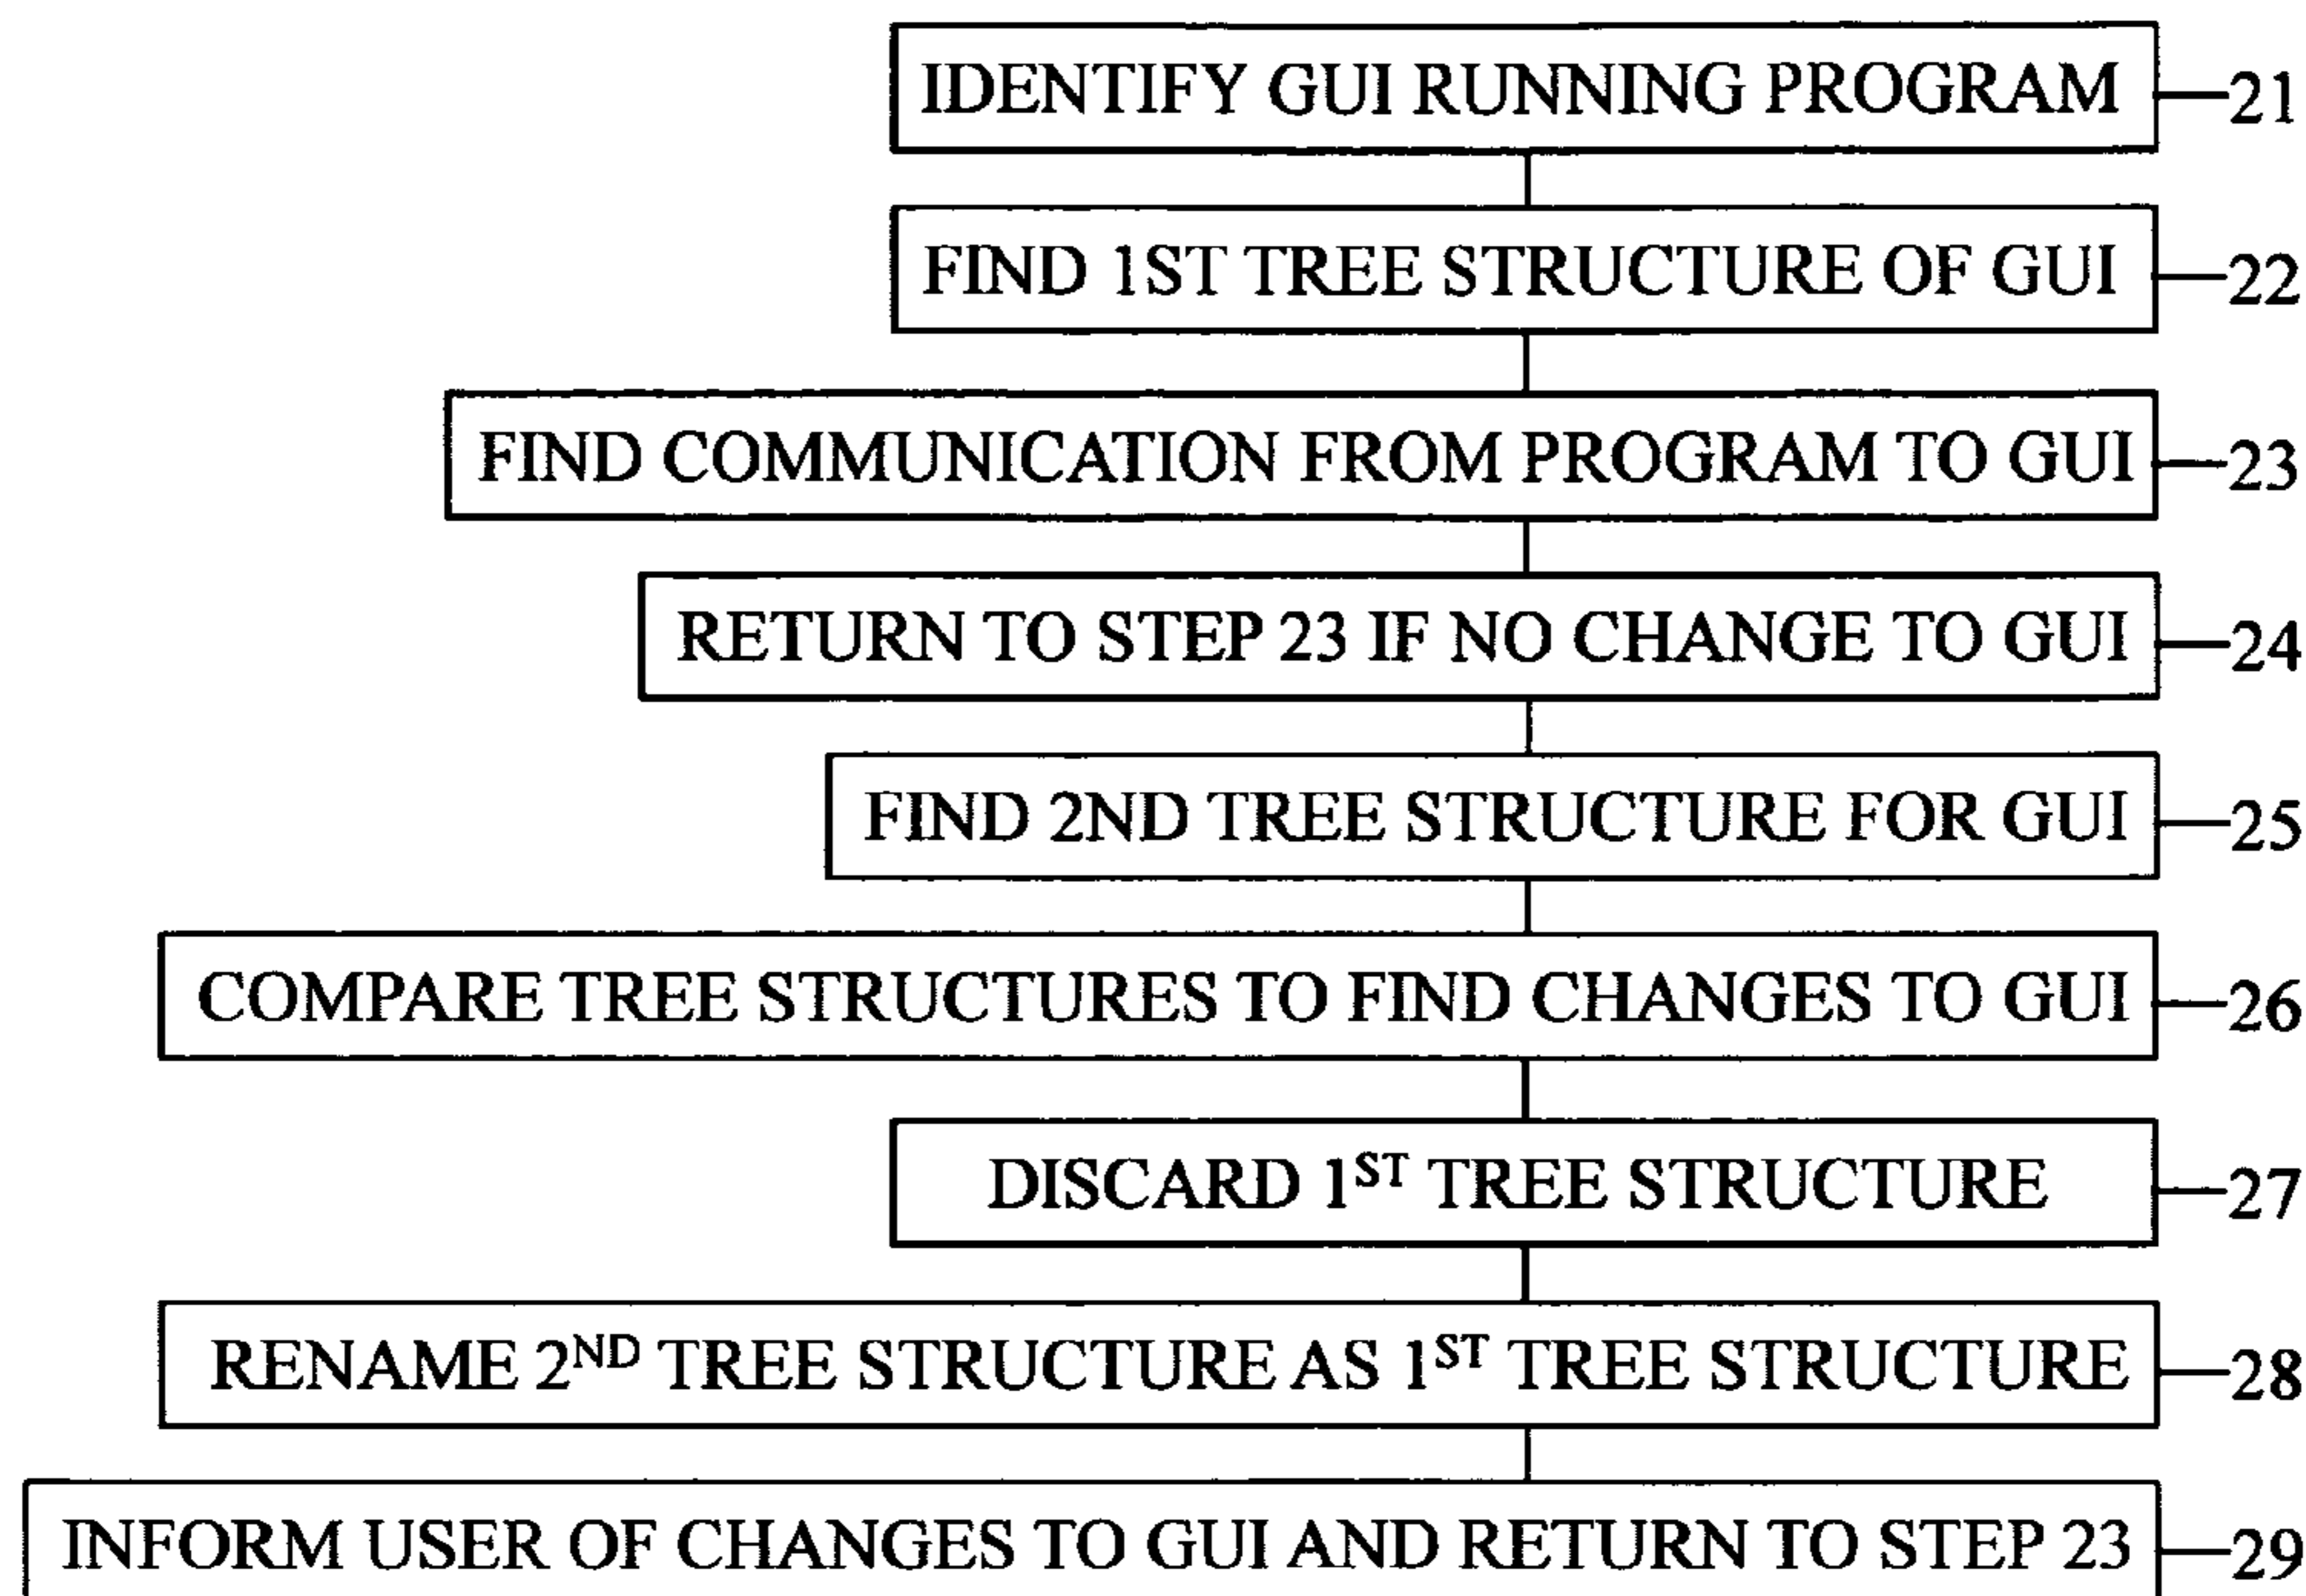 IDENTIFY GUI RUNNING PROGRAM 21
FIND 1ST TREE STRUCTURE OF GUI 22
FIND COMMUNICATION FROM PROGRAM TO GUI 23
RETURN TO STEP 23 IF NO CHANGE TO GUI 24
FIND 2ND TREE STRUCTURE FOR GUI 25
COMPARE TREE STRUCTURES TO FIND CHANGES TO GUI 26
DISCARD 1ST TREE STRUCTURE 27
RENAME 2ND TREE STRUCTURE AS 1ST TREE STRUCTURE 28
INFORM USER OF CHANGES TO GUI AND RETURN TO STEP 23 29